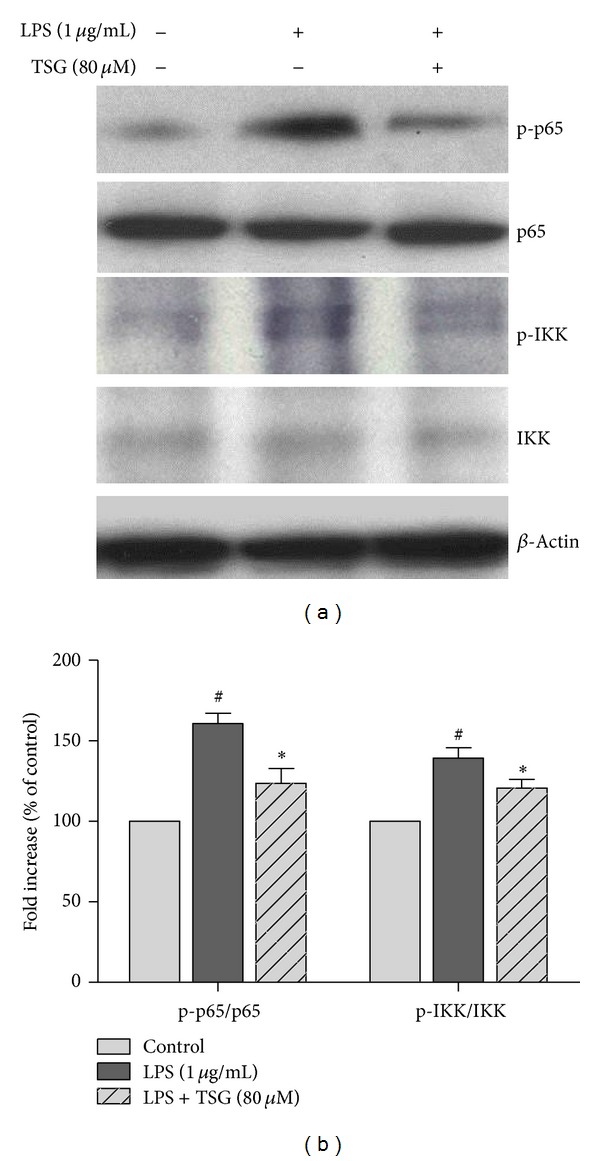 LPS (1 μg/mL) – + +
TSG (80 μM) – – +
p-p65
p65
p-IKK
IKK
β-Actin
(a)
200
150
100
50
0
Fold increase (% of control)
# * # *
p-p65/p65 p-IKK/IKK
Control
LPS (1 μg/mL)
LPS + TSG (80 μM)
(b)